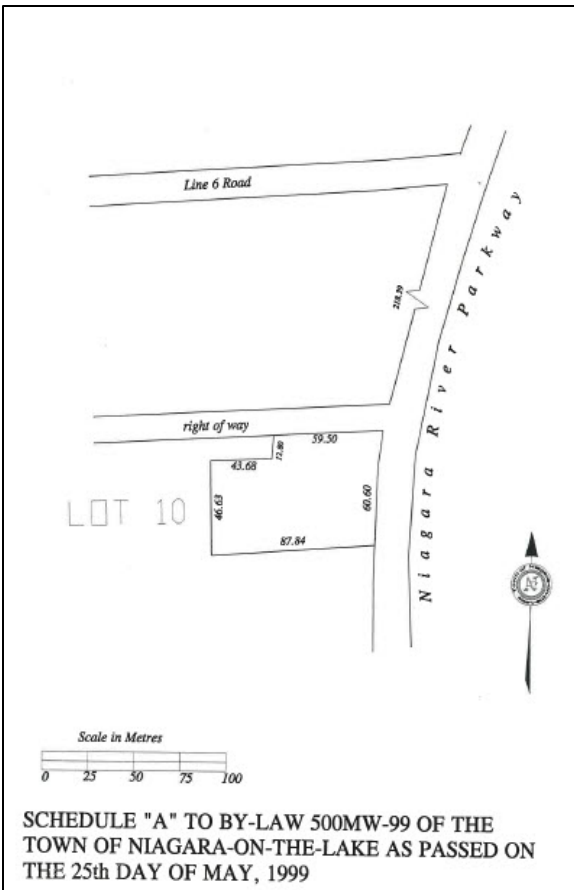 Line 6 Road
Niagara River Parkway
218.39
right of way
59.50
12.80
43.68
46.63
60.60
87.84
LOT 10
Scale in Metres
0 25 50 75 100
SCHEDULE "A" TO BY-LAW 500MW-99 OF THE
TOWN OF NIAGARA-ON-THE-LAKE AS PASSED ON
THE 25th DAY OF MAY, 1999